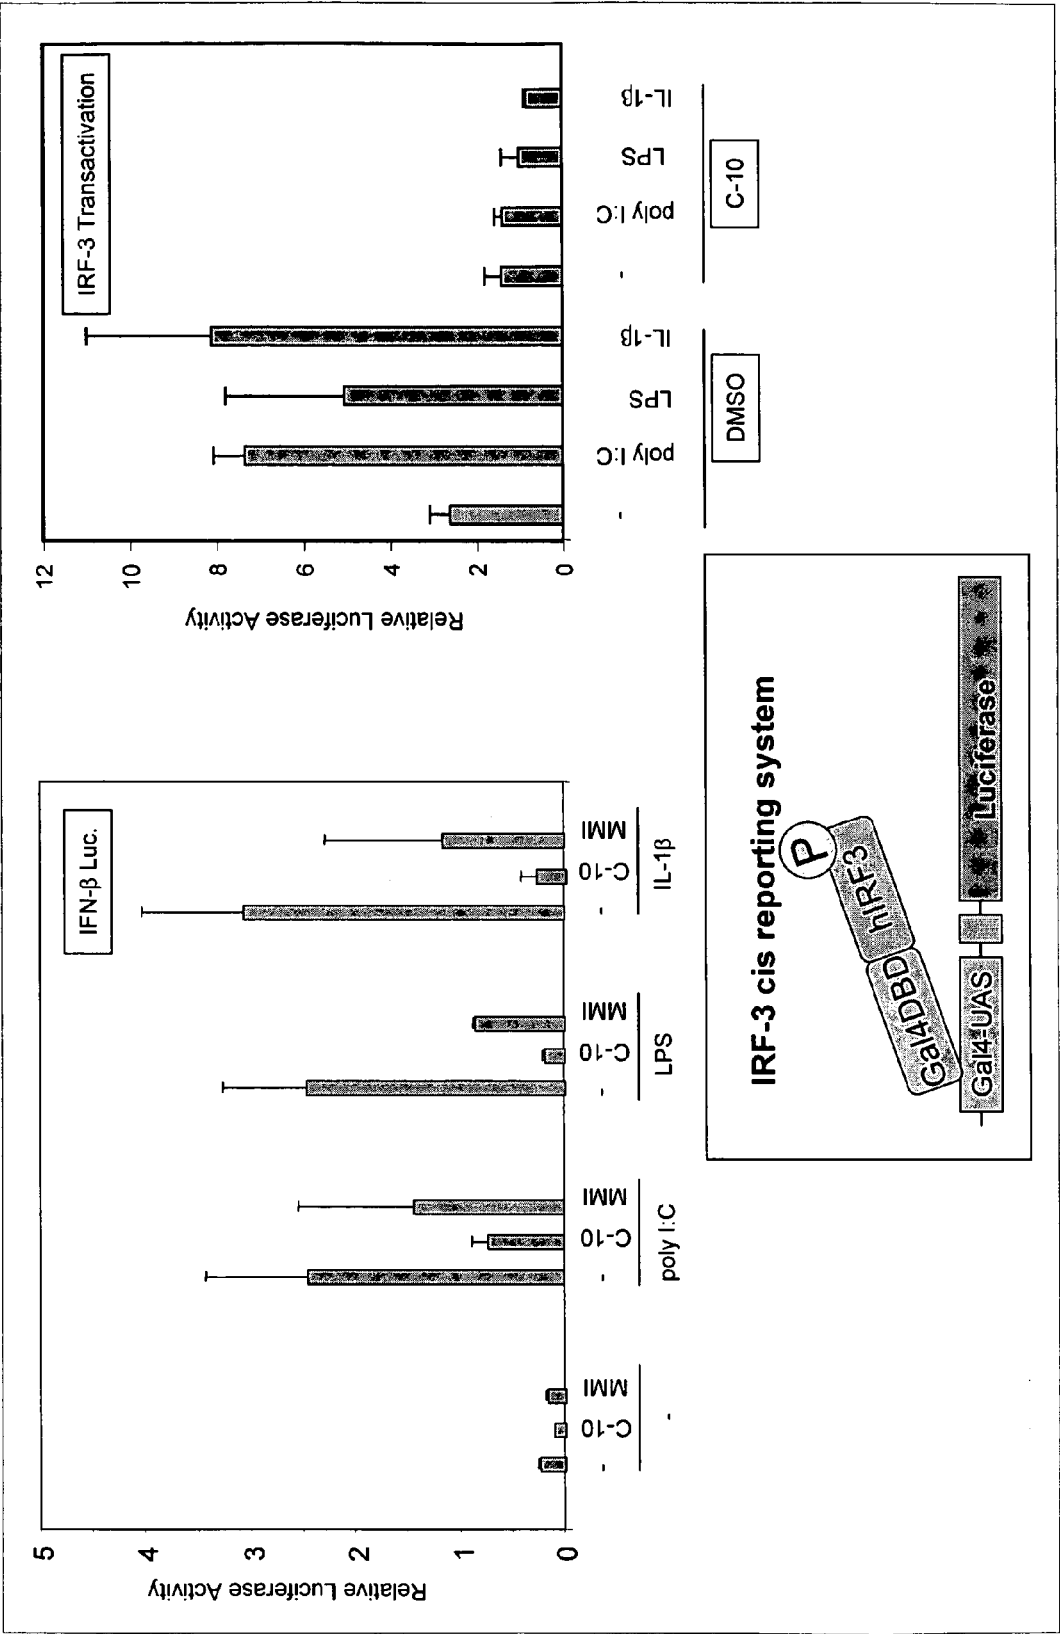 IFN-β Luc.
Relative Luciferase Activity
5
4
3
2
1
0
- C-10 MMI - C-10 MMI - C-10 MMI - C-10 MMI
- poly I:C LPS IL-1β
IRF-3 Transactivation
Relative Luciferase Activity
12
10
8
6
4
2
0
- poly I:C LPS IL-1β - poly I:C LPS IL-1β
DMSO C-10
IRF-3 cis reporting system
P
Gal4DBD hIRF3
Gal4-UAS Luciferase